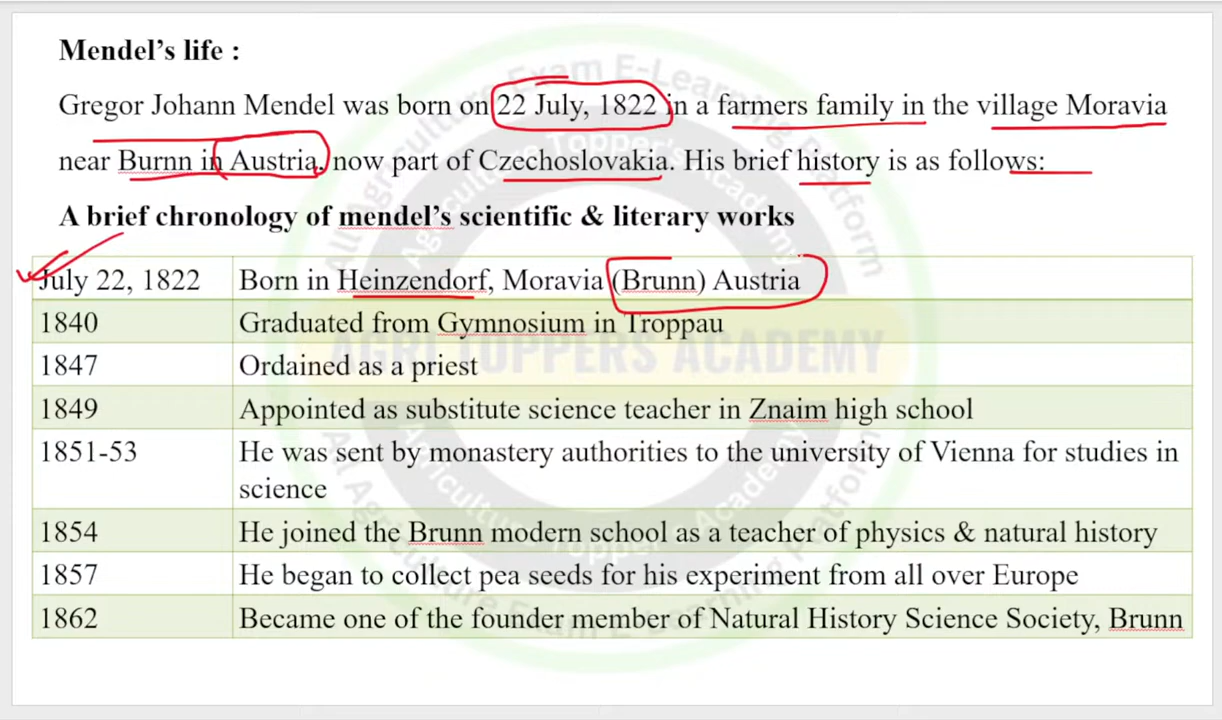 Mendel's life :
Gregor Johann Mendel was born on 22 July, 1822 in a farmers family in the village Moravia
near Burnn in Austria, now part of Czechoslovakia. His brief history is as follows:
A brief chronology of mendel's scientific & literary works
July 22, 1822 Born in Heinzendorf, Moravia (Brunn) Austria
1840 Graduated from Gymnosium in Troppau
1847 Ordained as a priest
1849 Appointed as substitute science teacher in Znaim high school
1851-53 He was sent by monastery authorities to the university of Vienna for studies in
science
1854 He joined the Brunn modern school as a teacher of physics & natural history
1857 He began to collect pea seeds for his experiment from all over Europe
1862 Became one of the founder member of Natural History Science Society, Brunn
AGRI TOPPERS ACADEMY